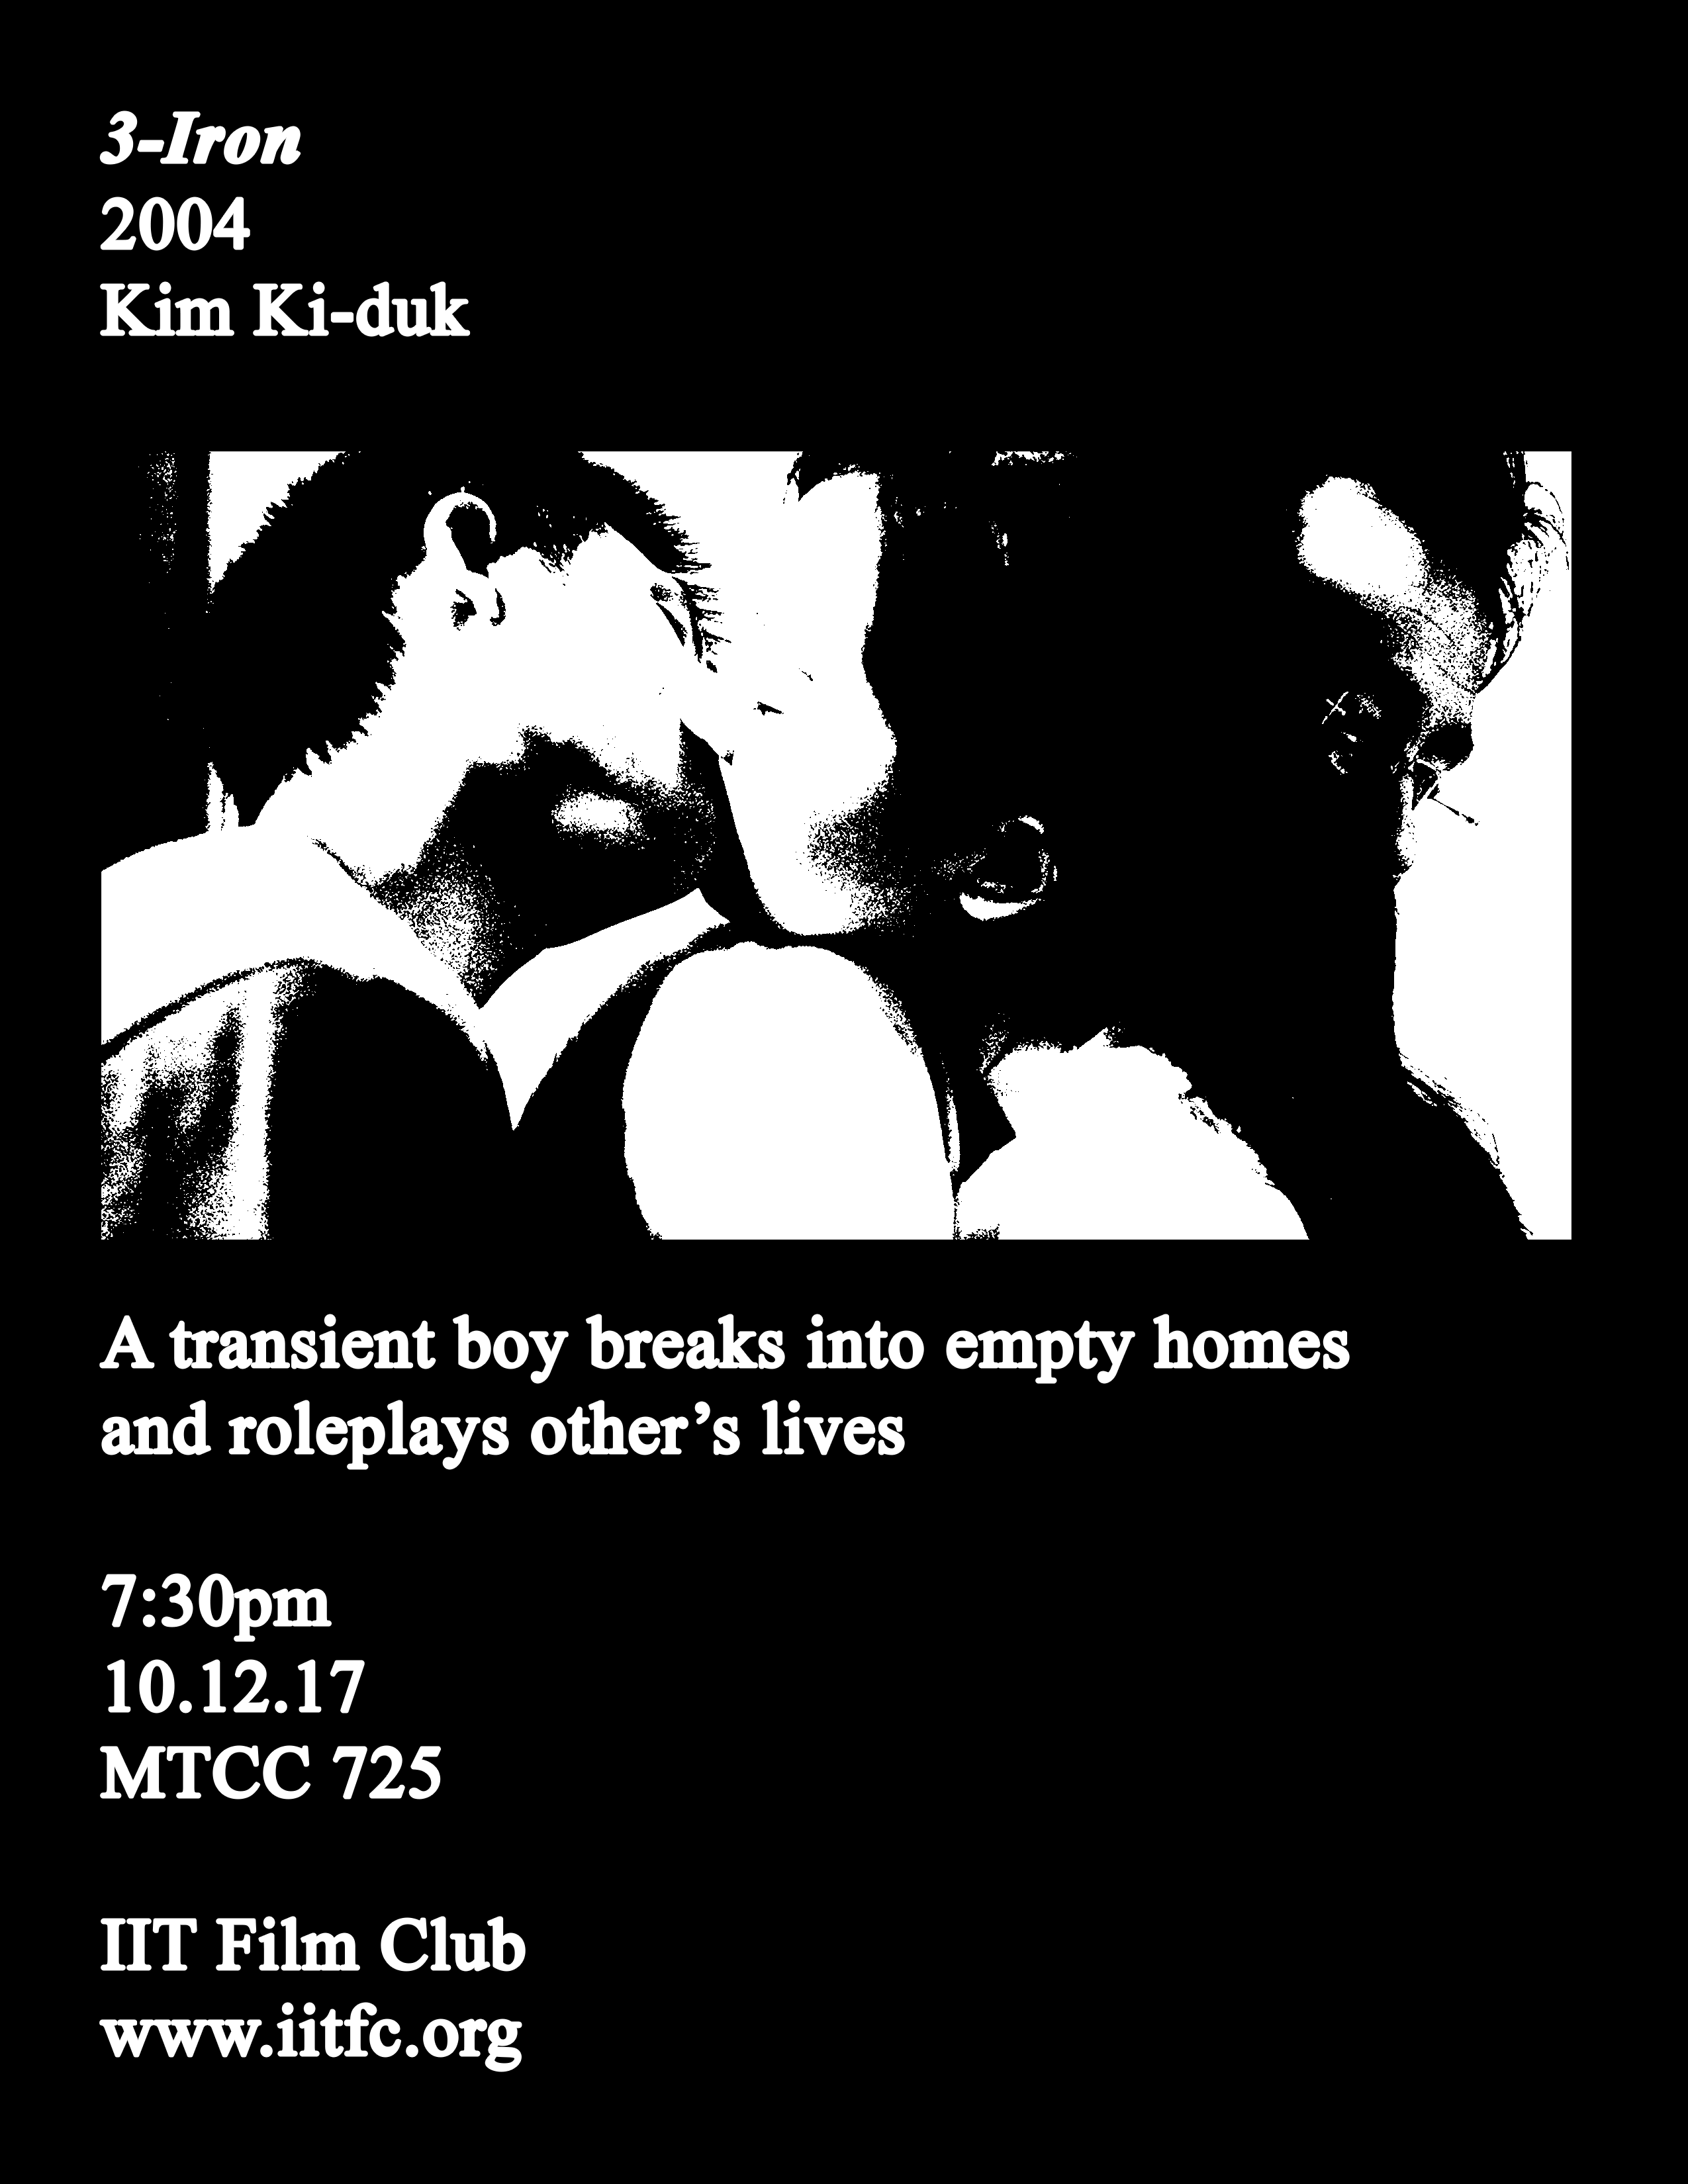 3-Iron
2004
Kim Ki-duk
A transient boy breaks into empty homes
and roleplays other’s lives
7:30pm
10.12.17
MTCC 725
IIT Film Club
www.iitfc.org